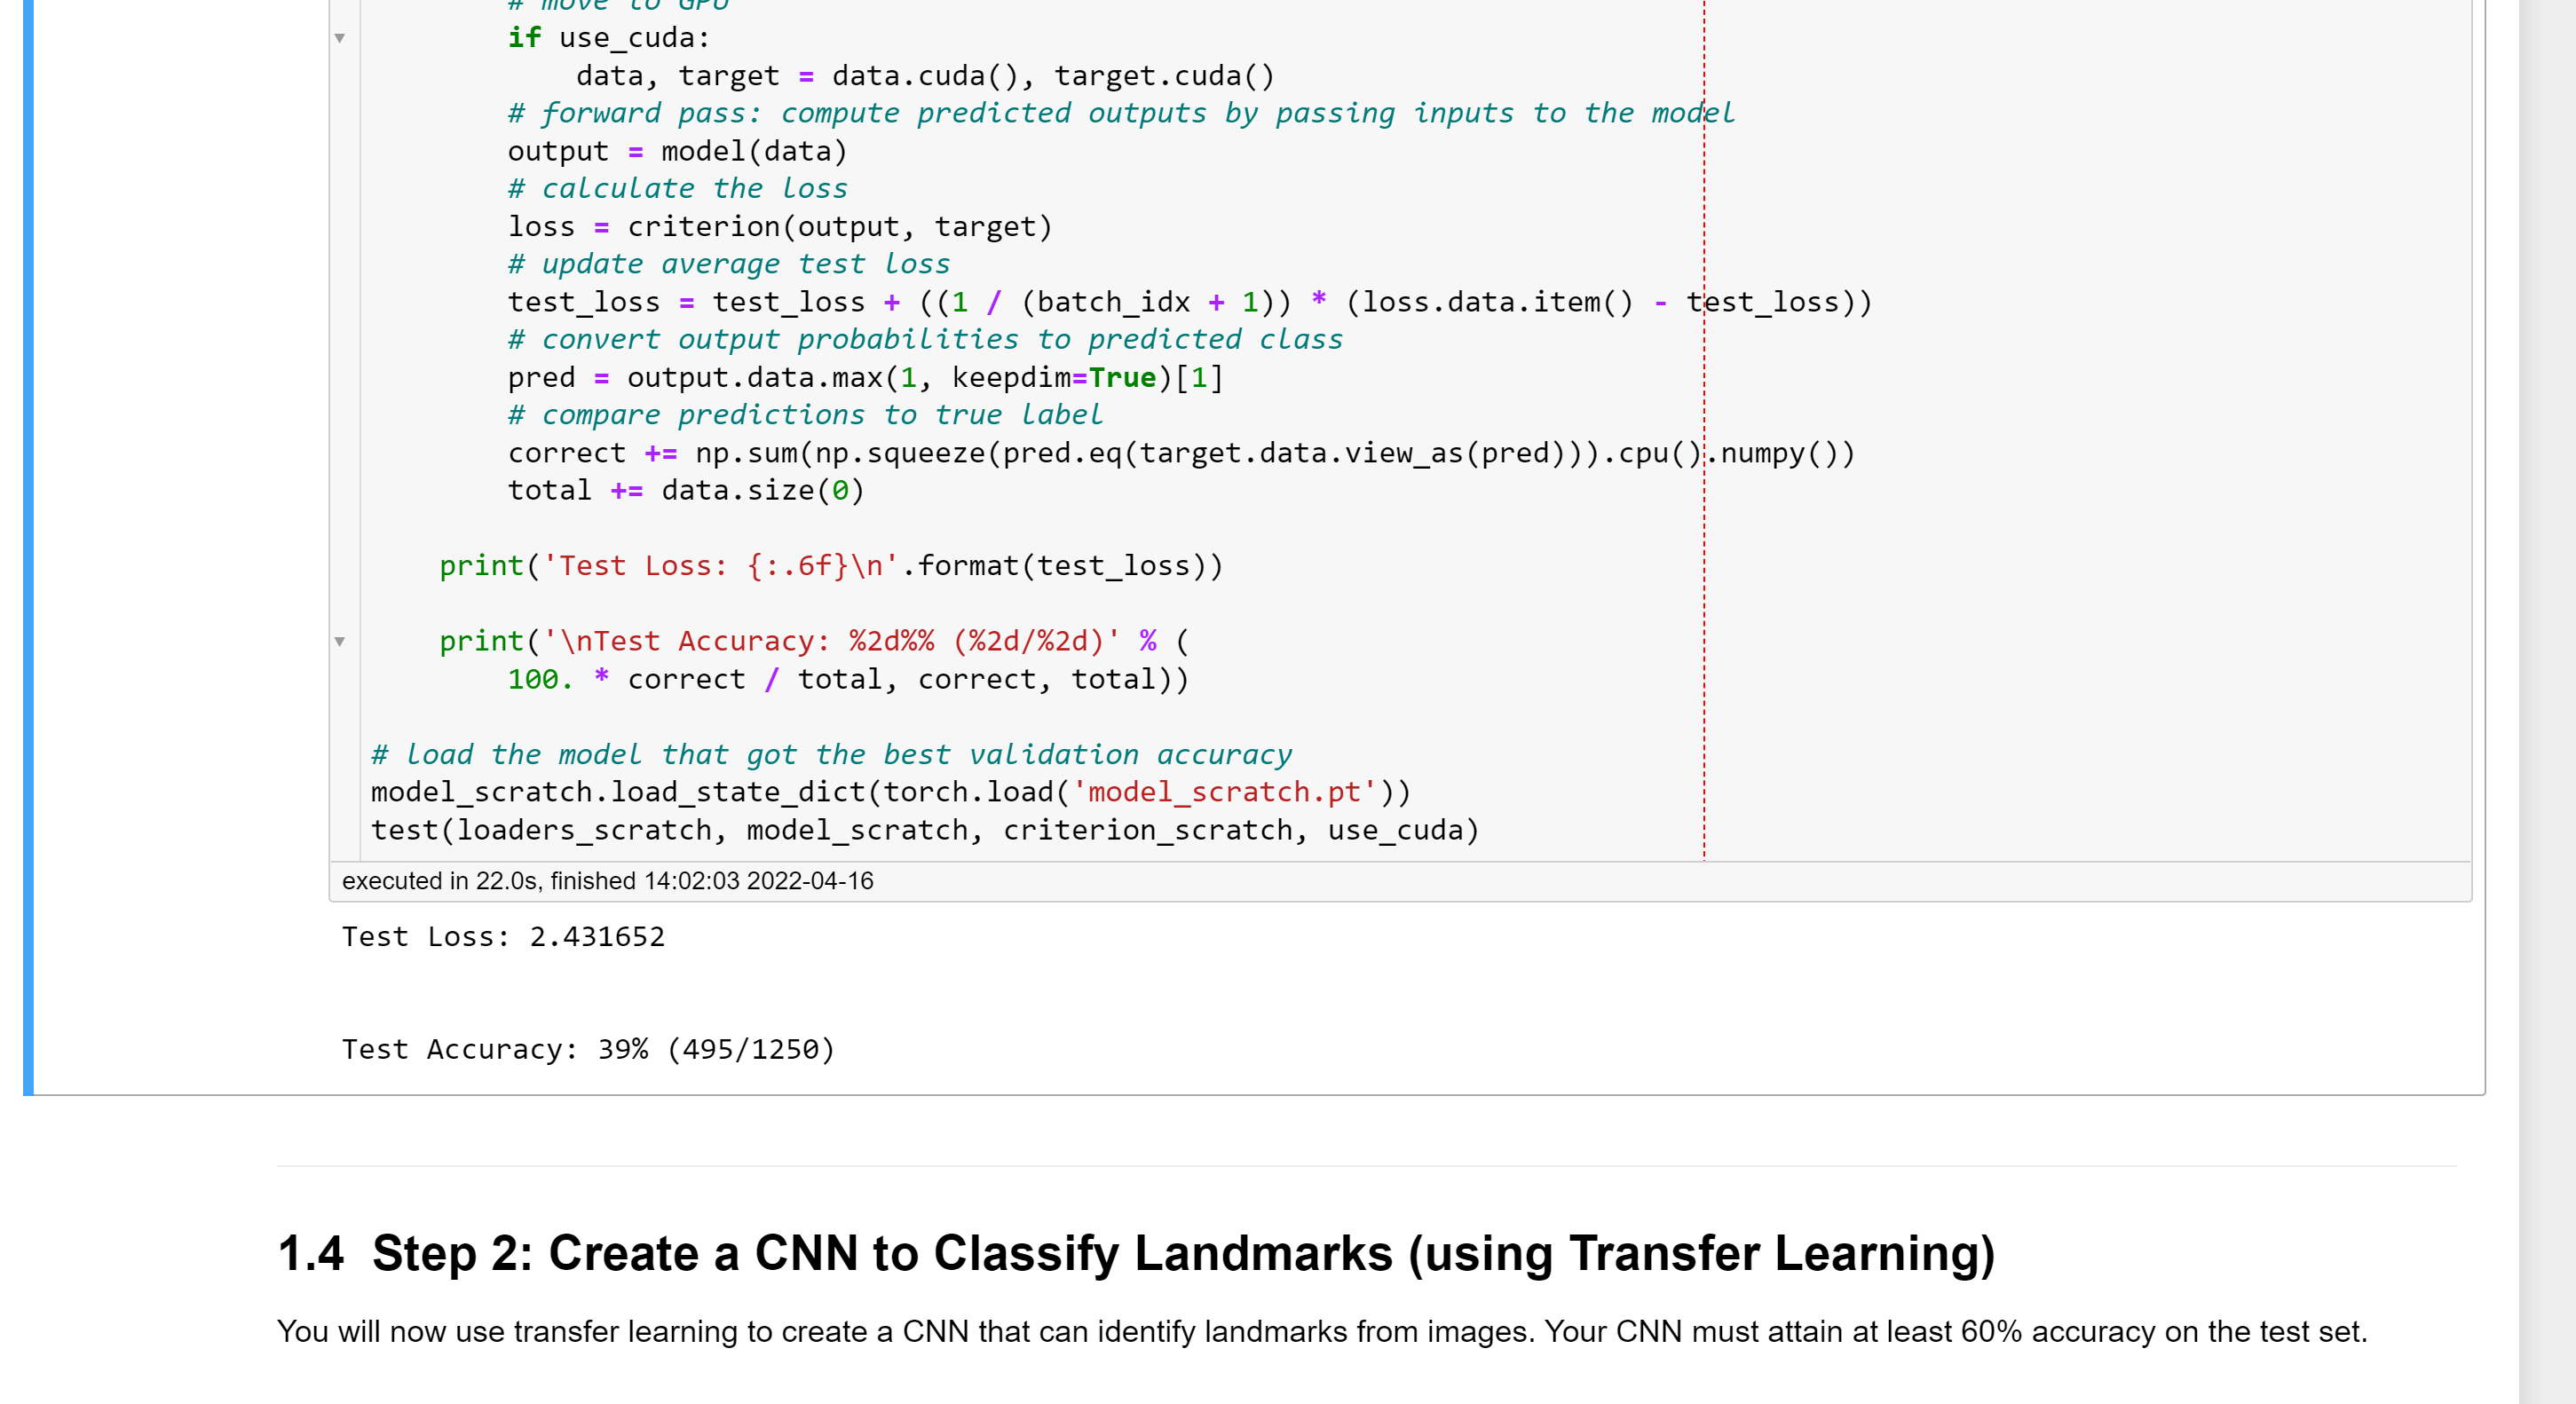 # move to GPU
if use_cuda:
data, target = data.cuda(), target.cuda()
# forward pass: compute predicted outputs by passing inputs to the model
output = model(data)
# calculate the loss
loss = criterion(output, target)
# update average test loss
test_loss = test_loss + ((1 / (batch_idx + 1)) * (loss.data.item() - test_loss))
# convert output probabilities to predicted class
pred = output.data.max(1, keepdim=True)[1]
# compare predictions to true label
correct += np.sum(np.squeeze(pred.eq(target.data.view_as(pred))).cpu().numpy())
total += data.size(0)
print('Test Loss: {:.6f}\n'.format(test_loss))
print('\nTest Accuracy: %2d%% (%2d/%2d)' % (
100. * correct / total, correct, total))
# load the model that got the best validation accuracy
model_scratch.load_state_dict(torch.load('model_scratch.pt'))
test(loaders_scratch, model_scratch, criterion_scratch, use_cuda)
executed in 22.0s, finished 14:02:03 2022-04-16
Test Loss: 2.431652
Test Accuracy: 39% (495/1250)
1.4 Step 2: Create a CNN to Classify Landmarks (using Transfer Learning)
You will now use transfer learning to create a CNN that can identify landmarks from images. Your CNN must attain at least 60% accuracy on the test set.